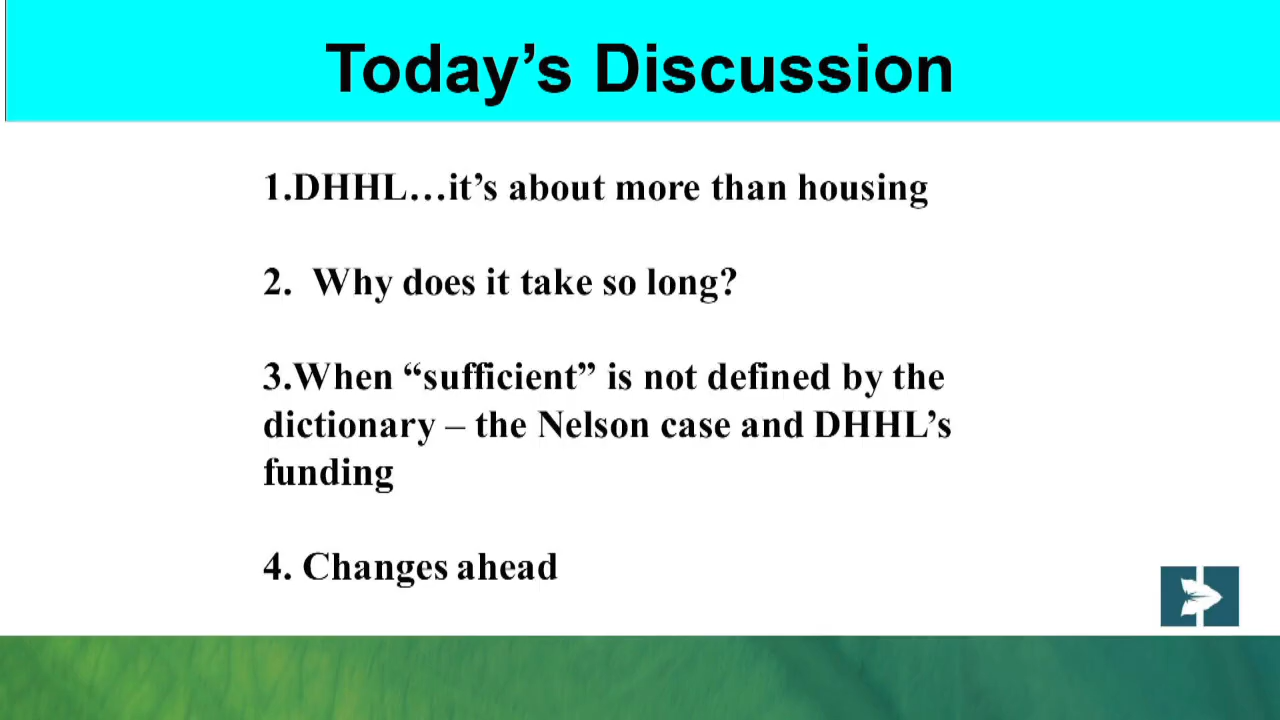 Today’s Discussion
1.DHHL…it’s about more than housing
2. Why does it take so long?
3.When “sufficient” is not defined by the
dictionary – the Nelson case and DHHL’s
funding
4. Changes ahead